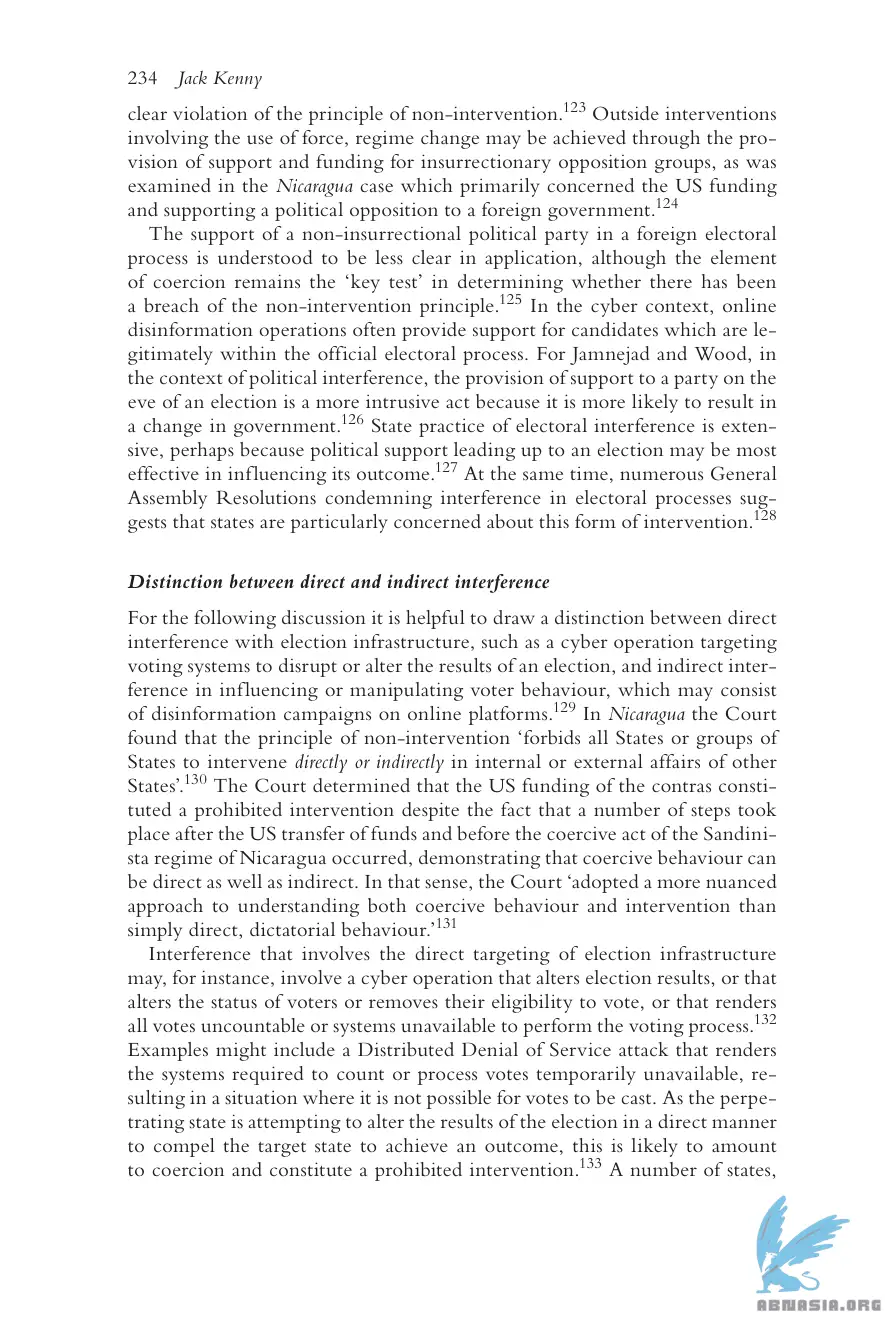 234 Jack Kenny
clear violation of the principle of non-intervention.123 Outside interventions
involving the use of force, regime change may be achieved through the pro-
vision of support and funding for insurrectionary opposition groups, as was
examined in the Nicaragua case which primarily concerned the US funding
and supporting a political opposition to a foreign government.124
The support of a non-insurrectional political party in a foreign electoral
process is understood to be less clear in application, although the element
of coercion remains the ‘key test’ in determining whether there has been
a breach of the non-intervention principle.125 In the cyber context, online
disinformation operations often provide support for candidates which are le-
gitimately within the official electoral process. For Jamnejad and Wood, in
the context of political interference, the provision of support to a party on the
eve of an election is a more intrusive act because it is more likely to result in
a change in government.126 State practice of electoral interference is exten-
sive, perhaps because political support leading up to an election may be most
effective in influencing its outcome.127 At the same time, numerous General
Assembly Resolutions condemning interference in electoral processes sug-
gests that states are particularly concerned about this form of intervention.128
Distinction between direct and indirect interference
For the following discussion it is helpful to draw a distinction between direct
interference with election infrastructure, such as a cyber operation targeting
voting systems to disrupt or alter the results of an election, and indirect inter-
ference in influencing or manipulating voter behaviour, which may consist
of disinformation campaigns on online platforms.129 In Nicaragua the Court
found that the principle of non-intervention ‘forbids all States or groups of
States to intervene directly or indirectly in internal or external affairs of other
States’.130 The Court determined that the US funding of the contras consti-
tuted a prohibited intervention despite the fact that a number of steps took
place after the US transfer of funds and before the coercive act of the Sandini-
sta regime of Nicaragua occurred, demonstrating that coercive behaviour can
be direct as well as indirect. In that sense, the Court ‘adopted a more nuanced
approach to understanding both coercive behaviour and intervention than
simply direct, dictatorial behaviour.’131
Interference that involves the direct targeting of election infrastructure
may, for instance, involve a cyber operation that alters election results, or that
alters the status of voters or removes their eligibility to vote, or that renders
all votes uncountable or systems unavailable to perform the voting process.132
Examples might include a Distributed Denial of Service attack that renders
the systems required to count or process votes temporarily unavailable, re-
sulting in a situation where it is not possible for votes to be cast. As the perpe-
trating state is attempting to alter the results of the election in a direct manner
to compel the target state to achieve an outcome, this is likely to amount
to coercion and constitute a prohibited intervention.133 A number of states,
ABNASIA.ORG